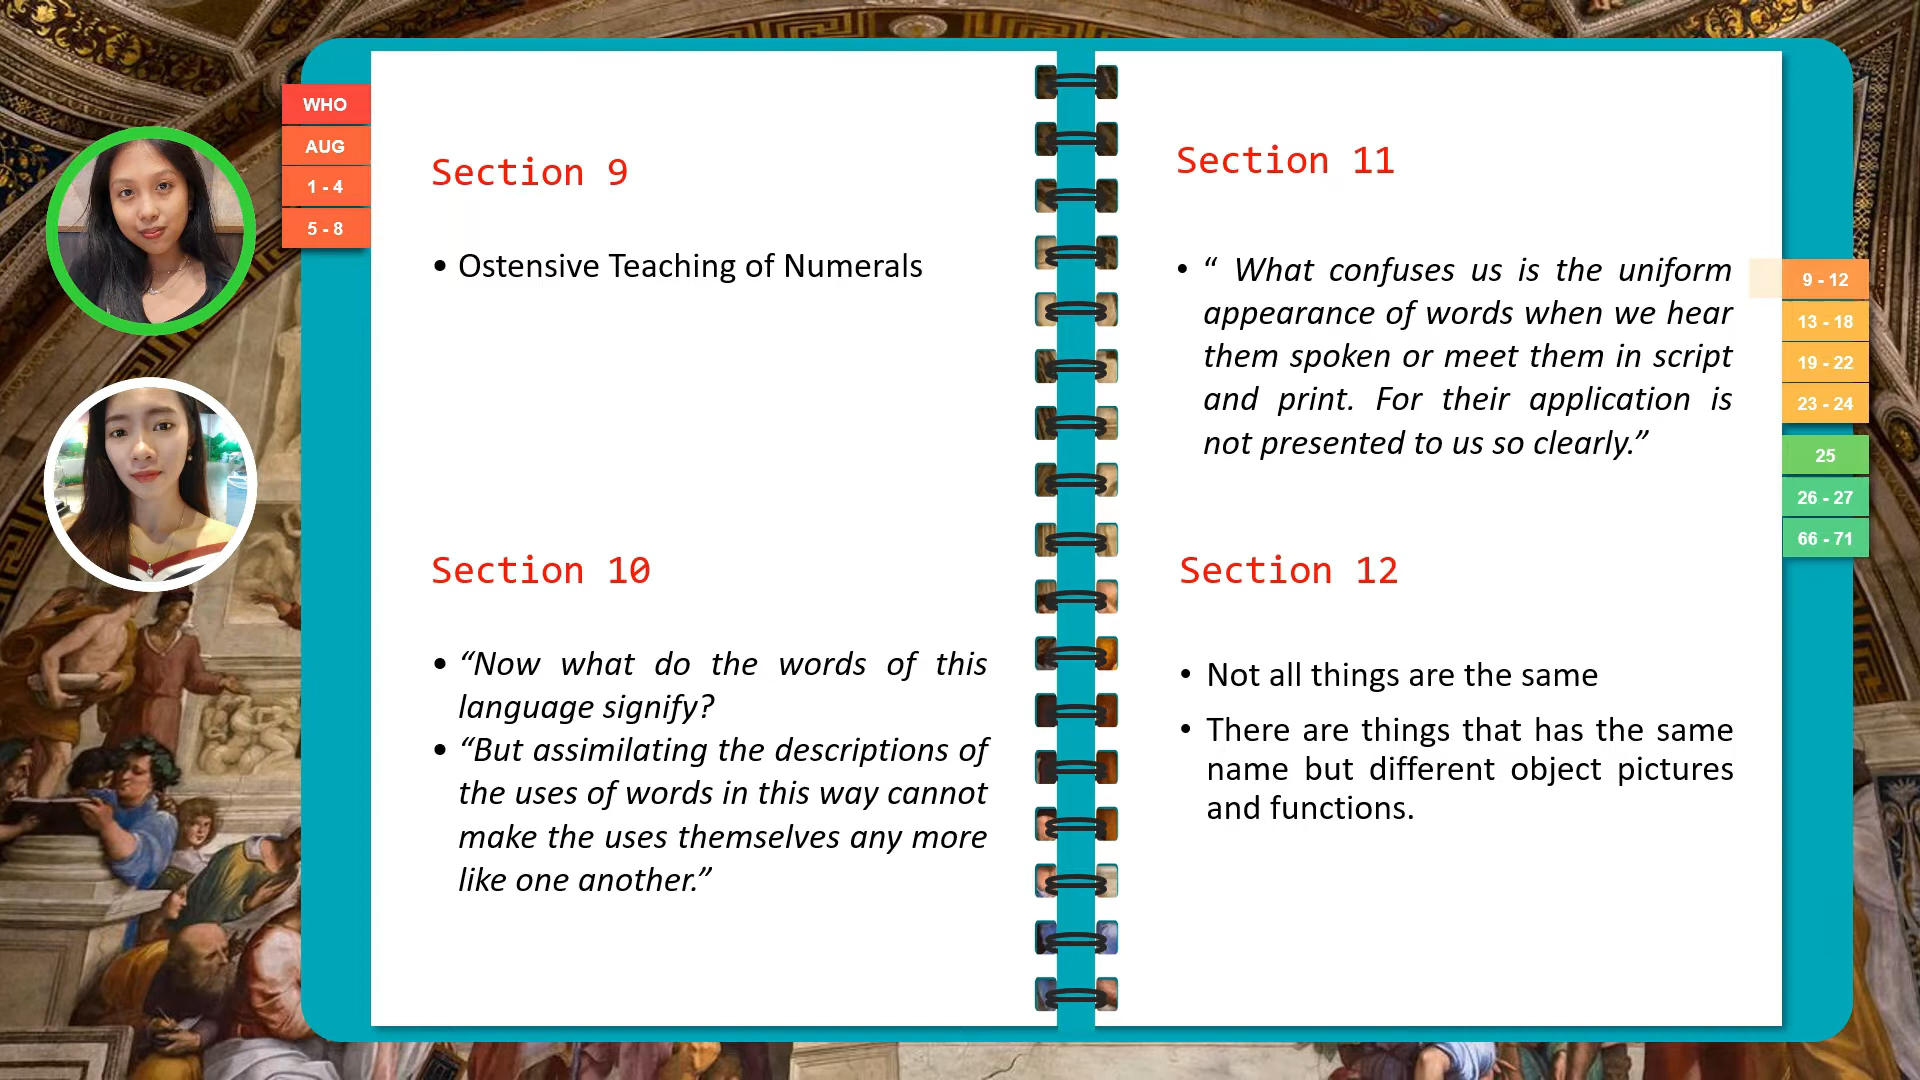 WHO
AUG
1 - 4
5 - 8
Section 9
• Ostensive Teaching of Numerals
Section 10
• “Now what do the words of this
language signify?
• “But assimilating the descriptions of
the uses of words in this way cannot
make the uses themselves any more
like one another.”
Section 11
• “ What confuses us is the uniform
appearance of words when we hear
them spoken or meet them in script
and print. For their application is
not presented to us so clearly.”
Section 12
• Not all things are the same
• There are things that has the same
name but different object pictures
and functions.
9 - 12
13 - 18
19 - 22
23 - 24
25
26 - 27
66 - 71